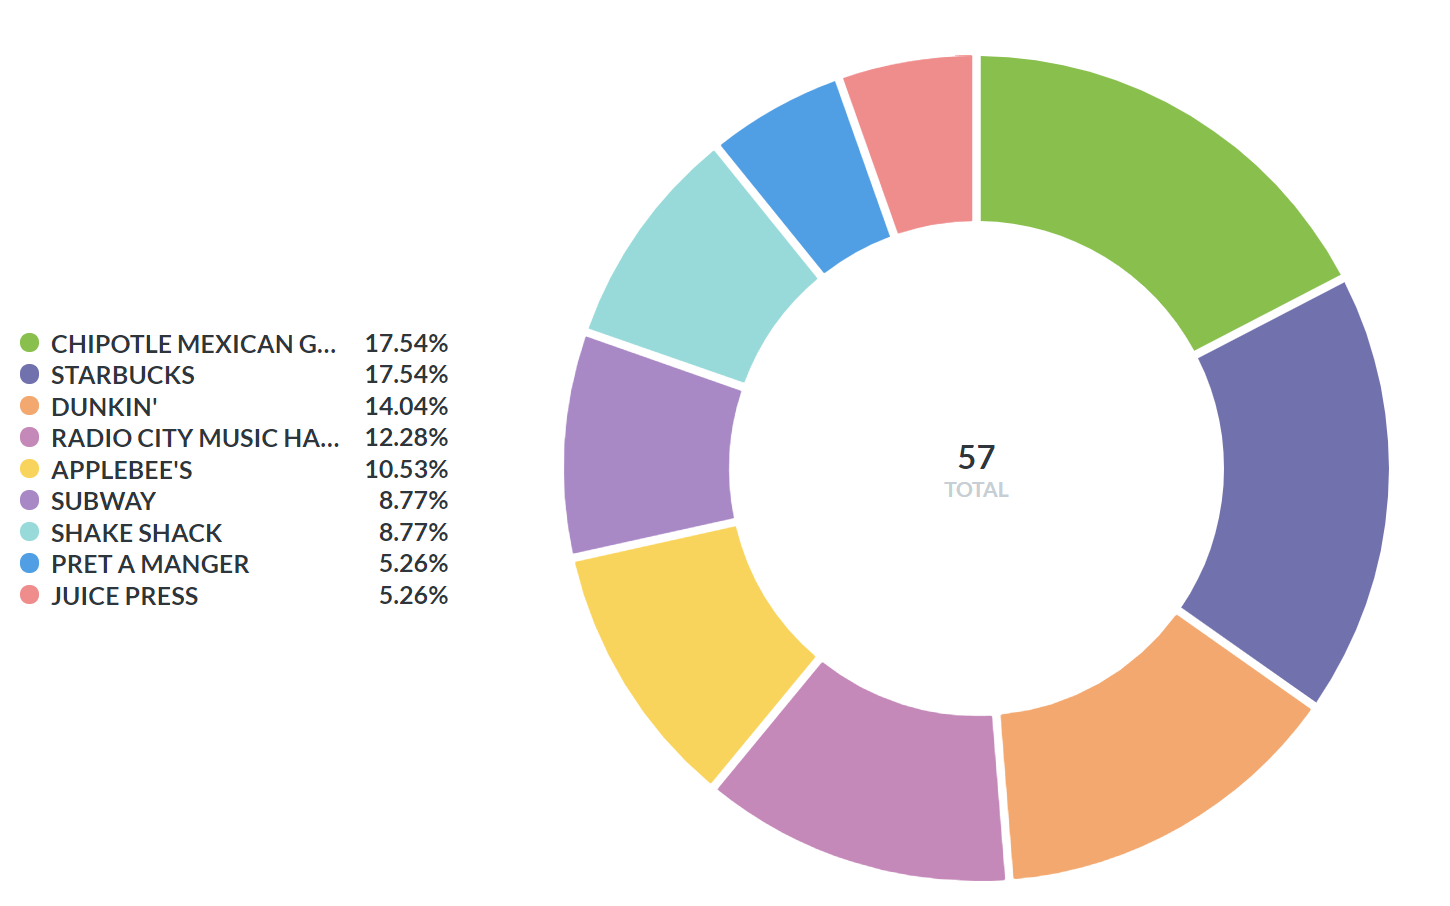 CHIPOTLE MEXICAN G... 17.54%
STARBUCKS 17.54%
DUNKIN' 14.04%
RADIO CITY MUSIC HA... 12.28%
APPLEBEE'S 10.53%
SUBWAY 8.77%
SHAKE SHACK 8.77%
PRET A MANGER 5.26%
JUICE PRESS 5.26%
57
TOTAL